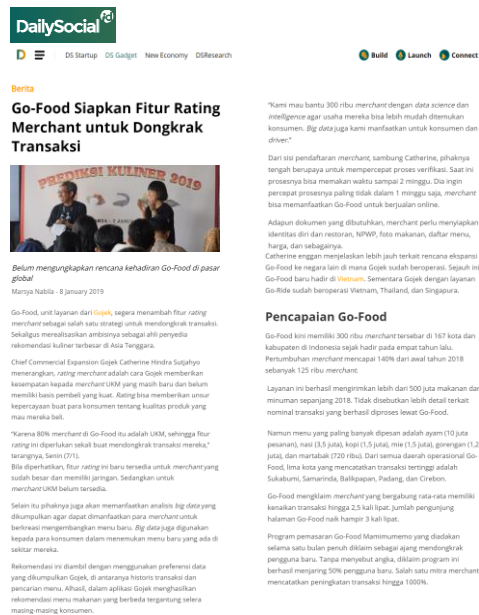 DailySocial.id
DS Startup DS Gadget New Economy DSResearch
Build Launch Connect
Berita
Go-Food Siapkan Fitur Rating
Merchant untuk Dongkrak
Transaksi
PREDIKSI KULINER 2019
Belum mengungkapkan rencana kehadiran Go-Food di pasar
global
Marsya Nabila - 8 January 2019
Go-Food, unit layanan dari Gojek, segera menambah fitur rating
merchant sebagai salah satu strategi untuk mendongkrak transaksi.
Sekaligus merealisasikan ambisinya sebagai ahli penyedia
rekomendasi kuliner terbesar di Asia Tenggara.
Chief Commercial Expansion Gojek Catherine Hindra Sutjahyo
menerangkan, rating merchant adalah cara Gojek memberikan
kesempatan kepada merchant UKM yang masih baru dan belum
memiliki basis pembeli yang kuat. Rating bisa memberikan unsur
kepercayaan buat para konsumen tentang kualitas produk yang
mau mereka beli.
"Karena 80% merchant di Go-Food itu adalah UKM, sehingga fitur
rating ini diperlukan sekali buat mendongkrak transaksi mereka,"
terangnya, Senin (7/1).
Bila diperhatikan, fitur rating ini baru tersedia untuk merchant yang
sudah besar dan memiliki jaringan. Sedangkan untuk
merchant UKM belum tersedia.
Selain itu pihaknya juga akan memanfaatkan analisis big data yang
dikumpulkan agar dapat dimanfaatkan para merchant untuk
berkreasi mengembangkan menu baru. Big data juga digunakan
kepada para konsumen dalam menemukan menu baru yang ada di
sekitar mereka.
Rekomendasi ini diambil dengan menggunakan preferensi data
yang dikumpulkan Gojek, di antaranya historis transaksi dan
pencarian menu. Alhasil, dalam aplikasi Gojek menghasilkan
rekomendasi menu makanan yang berbeda tergantung selera
masing-masing konsumen.
"Kami mau bantu 300 ribu merchant dengan data science dan
intelligence agar usaha mereka bisa lebih mudah ditemukan
konsumen. Big data juga kami manfaatkan untuk konsumen dan
driver."
Dari sisi pendaftaran merchant, sambung Catherine, pihaknya
tengah berupaya untuk mempercepat proses verifikasi. Saat ini
prosesnya bisa memakan waktu sampai 2 minggu. Dia ingin
percepat prosesnya paling tidak dalam 1 minggu saja, merchant
bisa memanfaatkan Go-Food untuk berjualan online.
Adapun dokumen yang dibutuhkan, merchant perlu menyiapkan
identitas diri dan restoran, NPWP, foto makanan, daftar menu,
harga, dan sebagainya.
Catherine enggan menjelaskan lebih jauh terkait rencana ekspansi
Go-Food ke negara lain di mana Gojek sudah beroperasi. Sejauh ini
Go-Food baru hadir di Vietnam. Sementara Gojek dengan layanan
Go-Ride sudah beroperasi Vietnam, Thailand, dan Singapura.
Pencapaian Go-Food
Go-Food kini memiliki 300 ribu merchant tersebar di 167 kota dan
kabupaten di Indonesia sejak hadir pada empat tahun lalu.
Pertumbuhan merchant mencapai 140% dari awal tahun 2018
sebanyak 125 ribu merchant.
Layanan ini berhasil mengirimkan lebih dari 500 juta makanan dan
minuman sepanjang 2018. Tidak disebutkan lebih detail terkait
nominal transaksi yang berhasil diproses lewat Go-Food.
Namun menu yang paling banyak dipesan adalah ayam (10 juta
pesanan), nasi (3,5 juta), kopi (1,5 juta), mie (1,5 juta), gorengan (1,2
juta), dan martabak (720 ribu). Dari semua daerah operasional Go-
Food, lima kota yang mencatatkan transaksi tertinggi adalah
Sukabumi, Samarinda, Balikpapan, Padang, dan Cirebon.
Go-Food mengklaim merchant yang bergabung rata-rata memiliki
kenaikan transaksi hingga 2,5 kali lipat. Jumlah pengunjung
halaman Go-Food naik hampir 3 kali lipat.
Program pemasaran Go-Food Mamimumemo yang diadakan
selama satu bulan penuh diklaim sebagai ajang mendongkrak
pengguna baru. Tanpa menyebut angka, diklaim program ini
berhasil menjaring 50% pengguna baru. Salah satu mitra merchant
mencatatkan peningkatan transaksi hingga 1000%.